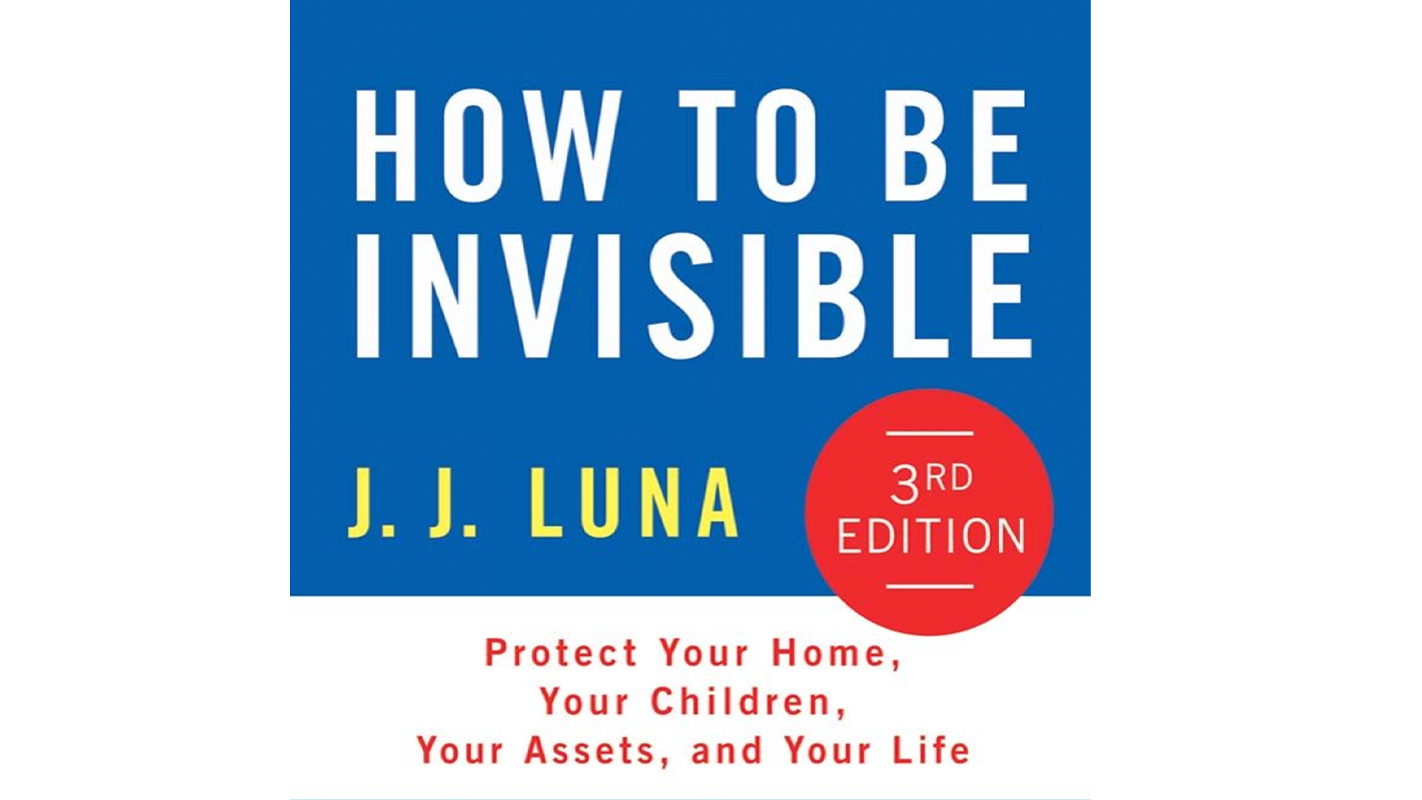 HOW TO BE
INVISIBLE
J. J. LUNA
3RD
EDITION
Protect Your Home,
Your Children,
Your Assets, and Your Life